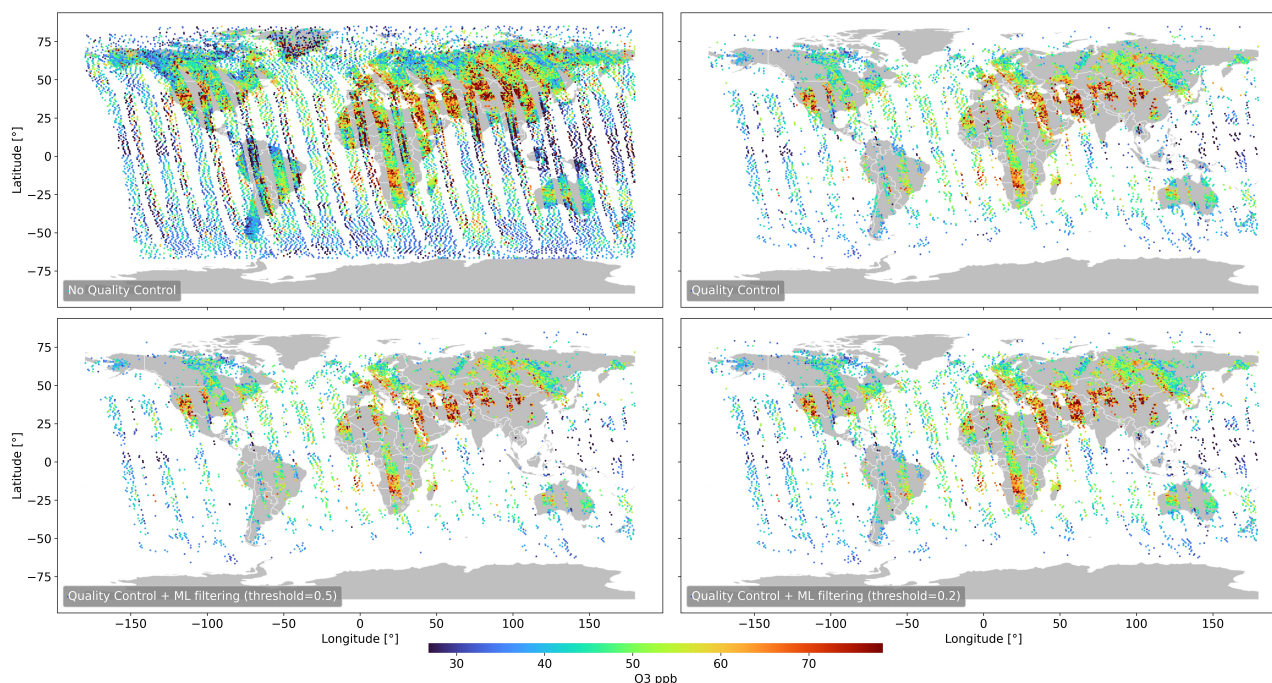 75
50
25
0
−25
−50
−75
Latitude [°]
No Quality Control
Quality Control
75
50
25
0
−25
−50
−75
Latitude [°]
Quality Control + ML filtering (threshold=0.5)
Quality Control + ML filtering (threshold=0.2)
−150 −100 −50 0 50 100 150
Longitude [°]
−150 −100 −50 0 50 100 150
Longitude [°]
30 40 50 60 70
O3 ppb